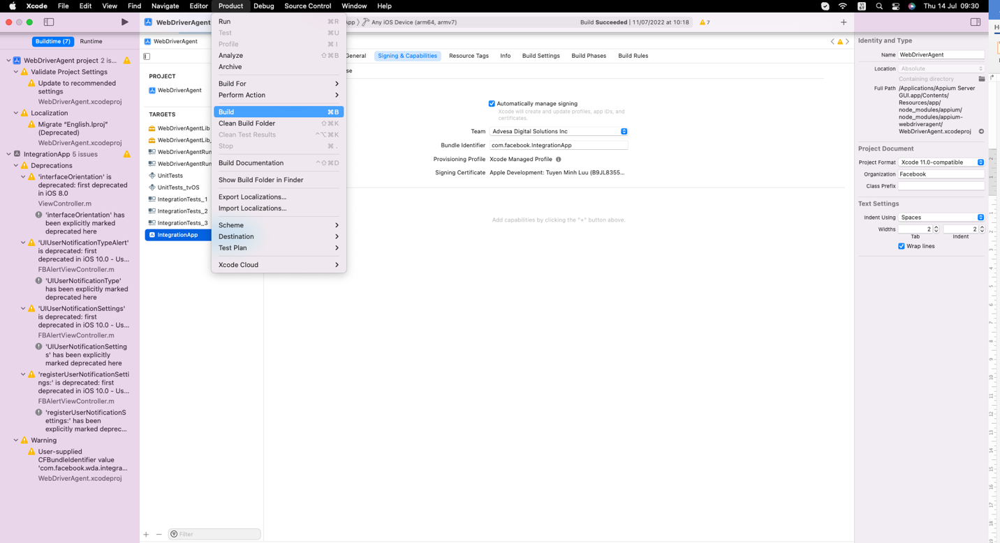 Xcode File Edit View Find Navigate Editor Product Debug Source Control Window Help
VI ST Thu 14 Jul 09:30
WebDriverAgent
Any iOS Device (arm64, armv7)
Build Succeeded | 11/07/2022 at 10:18
7
Buildtime (7) Runtime
WebDriverAgent project 2 is...
Validate Project Settings
Update to recommended
settings
WebDriverAgent.xcodeproj
Localization
Migrate “English.lproj”
(Deprecated)
WebDriverAgent.xcodeproj
IntegrationApp 5 issues
Deprecations
'interfaceOrientation' is
deprecated: first deprecated
in iOS 8.0
ViewController.m
'interfaceOrientation' has
been explicitly marked
deprecated here
'UIUserNotificationTypeAlert'
is deprecated: first
deprecated in iOS 10.0 - Us...
FBAlertViewController.m
'UIUserNotificationType'
has been explicitly marked
deprecated here
'UIUserNotificationSettings'
is deprecated: first
deprecated in iOS 10.0 - Us...
FBAlertViewController.m
'UIUserNotificationSetting
s' has been explicitly
marked deprecated here
'registerUserNotificationSetti
ngs:' is deprecated: first
deprecated in iOS 10.0 - Us...
FBAlertViewController.m
'registerUserNotificationS
ettings:' has been
explicitly marked deprec...
Warning
User-supplied
CFBundleIdentifier value
'com.facebook.wda.integra...
WebDriverAgent.xcodeproj
WebDriverAgent
PROJECT
WebDriverAgent
TARGETS
WebDriverAgentLib
WebDriverAgentLib_
WebDriverAgentRun
WebDriverAgentRun
UnitTests
UnitTests_tvOS
IntegrationTests_1
IntegrationTests_2
IntegrationTests_3
IntegrationApp
Filter
Run ⌘R
Test ⌘U
Profile ⌘I
Analyze ⇧⌘B
Archive
Build For
Perform Action
Build ⌘B
Clean Build Folder ⇧⌘K
Clean Test Results ^⌥⌘K
Stop ⌘.
Build Documentation ^⇧⌘D
Show Build Folder in Finder
Export Localizations...
Import Localizations...
Scheme
Destination
Test Plan
Xcode Cloud
General Signing & Capabilities Resource Tags Info Build Settings Build Phases Build Rules
se
Automatically manage signing
Xcode will create and update profiles, app IDs, and
certificates.
Team Advesa Digital Solutions Inc
Bundle Identifier com.facebook.IntegrationApp
Provisioning Profile Xcode Managed Profile
Signing Certificate Apple Development: Tuyen Minh Luu (B9JL8355...
Add capabilities by clicking the "+" button above.
Identity and Type
Name WebDriverAgent
Location Absolute
Containing directory
Full Path /Applications/Appium Server
GUI.app/Contents/
Resources/app/
node_modules/appium/
node_modules/appium-
webdriveragent/
WebDriverAgent.xcodeproj
Project Document
Project Format Xcode 11.0-compatible
Organization Facebook
Class Prefix
Text Settings
Indent Using Spaces
Widths 2 2
Tab Indent
Wrap lines